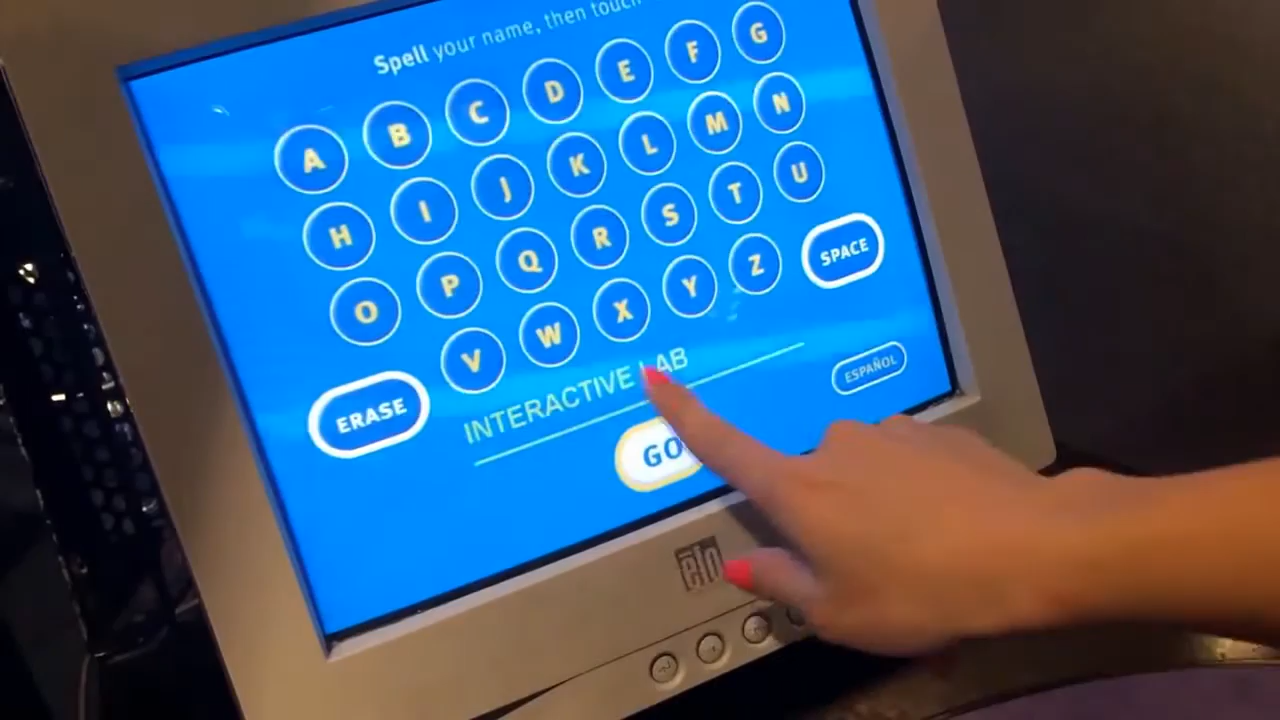 Spell your name, then touch
A B C D E F G
H I J K L M N
O P Q R S T U
V W X Y Z SPACE
ERASE
INTERACTIVE LAB
ESPAÑOL
GO
elo